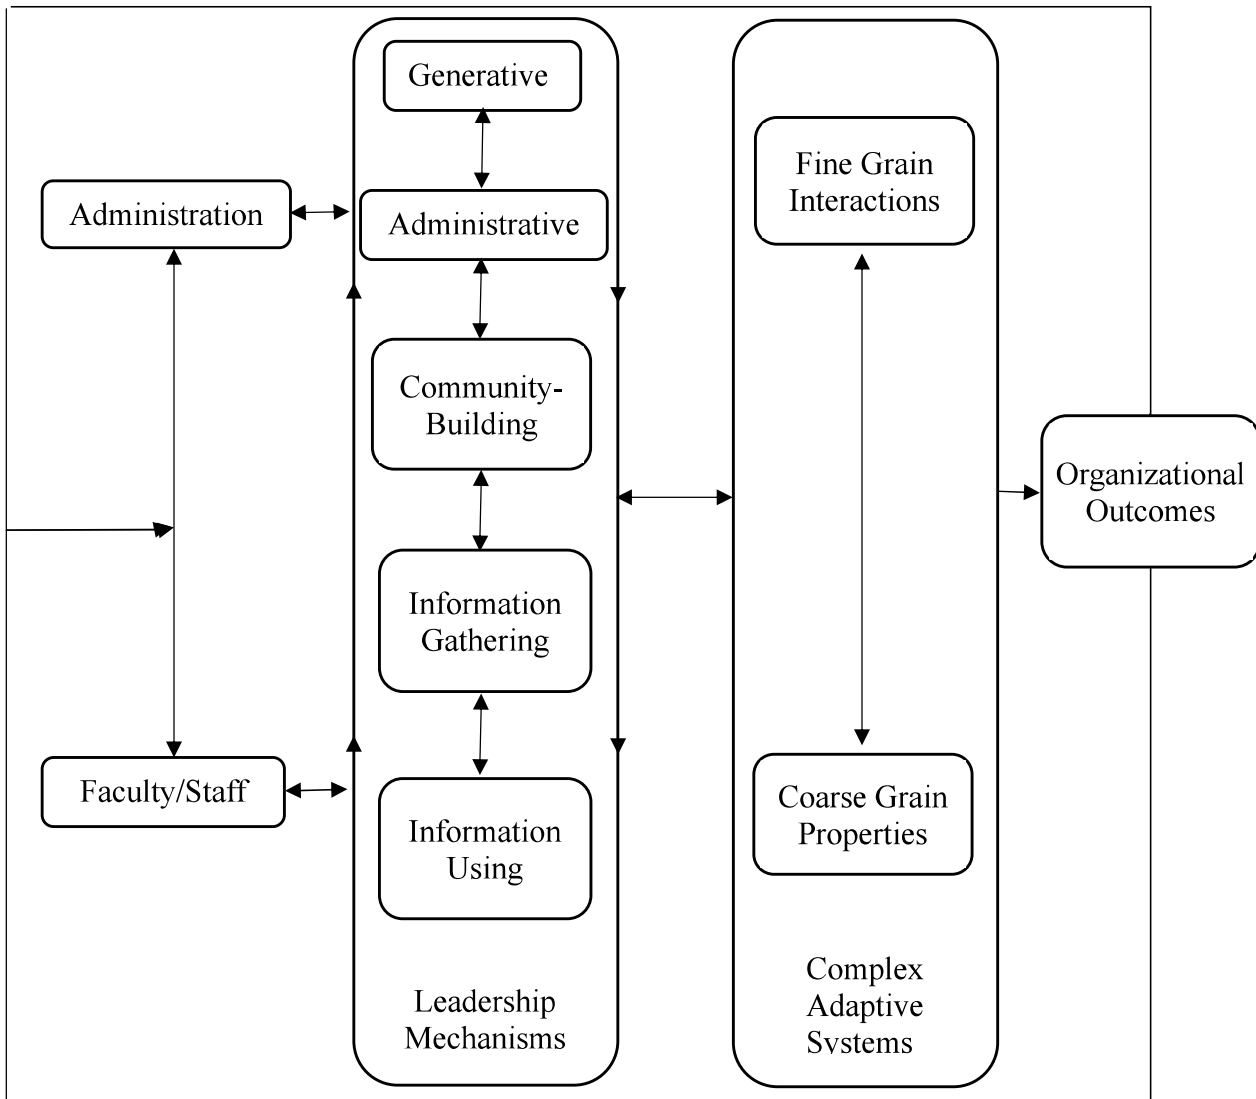 Generative
Administration
Administrative
Community-
Building
Information
Gathering
Faculty/Staff
Information
Using
Leadership
Mechanisms
Fine Grain
Interactions
Coarse Grain
Properties
Complex
Adaptive
Systems
Organizational
Outcomes